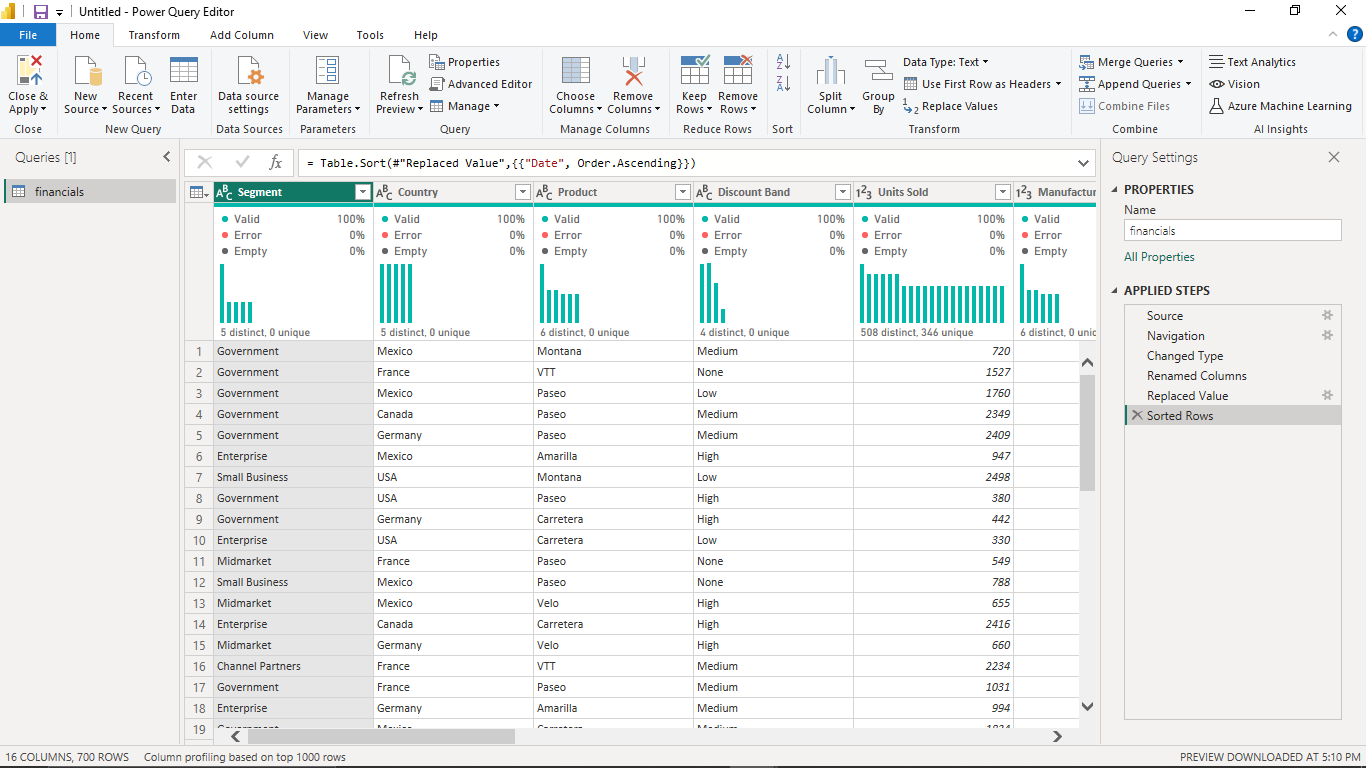 Untitled - Power Query Editor
File Home Transform Add Column View Tools Help ?
Close & Apply
Close
New Source
Recent Sources
Enter Data
New Query
Data source settings
Data Sources
Manage Parameters
Parameters
Refresh Preview
Properties
Advanced Editor
Manage
Query
Choose Columns
Remove Columns
Manage Columns
Keep Rows
Remove Rows
Reduce Rows
Sort
Split Column
Group By
Data Type: Text
Use First Row as Headers
Replace Values
Transform
Merge Queries
Append Queries
Combine Files
Combine
Text Analytics
Vision
Azure Machine Learning
AI Insights
Queries [1]
financials
fx = Table.Sort(#"Replaced Value",{{"Date", Order.Ascending}})
ABC Segment ABC Country ABC Product ABC Discount Band 123 Units Sold 123 Manufactur
Valid 100% Valid 100% Valid 100% Valid 100% Valid 100% Valid
Error 0% Error 0% Error 0% Error 0% Error 0% Error
Empty 0% Empty 0% Empty 0% Empty 0% Empty 0% Empty
5 distinct, 0 unique 5 distinct, 0 unique 6 distinct, 0 unique 4 distinct, 0 unique 508 distinct, 346 unique 6 distinct, 0 unic
1 Government Mexico Montana Medium 720
2 Government France VTT None 1527
3 Government Mexico Paseo Low 1760
4 Government Canada Paseo Medium 2349
5 Government Germany Paseo Medium 2409
6 Enterprise Mexico Amarilla High 947
7 Small Business USA Montana Low 2498
8 Government USA Paseo High 380
9 Government Germany Carretera High 442
10 Enterprise USA Carretera Low 330
11 Midmarket France Paseo None 549
12 Small Business Mexico Paseo None 788
13 Midmarket Mexico Velo High 655
14 Enterprise Canada Carretera High 2416
15 Midmarket Germany Velo High 660
16 Channel Partners France VTT Medium 2234
17 Government France Paseo Medium 1031
18 Enterprise Germany Amarilla Medium 994
19
Query Settings
PROPERTIES
Name
financials
All Properties
APPLIED STEPS
Source
Navigation
Changed Type
Renamed Columns
Replaced Value
Sorted Rows
16 COLUMNS, 700 ROWS Column profiling based on top 1000 rows PREVIEW DOWNLOADED AT 5:10 PM